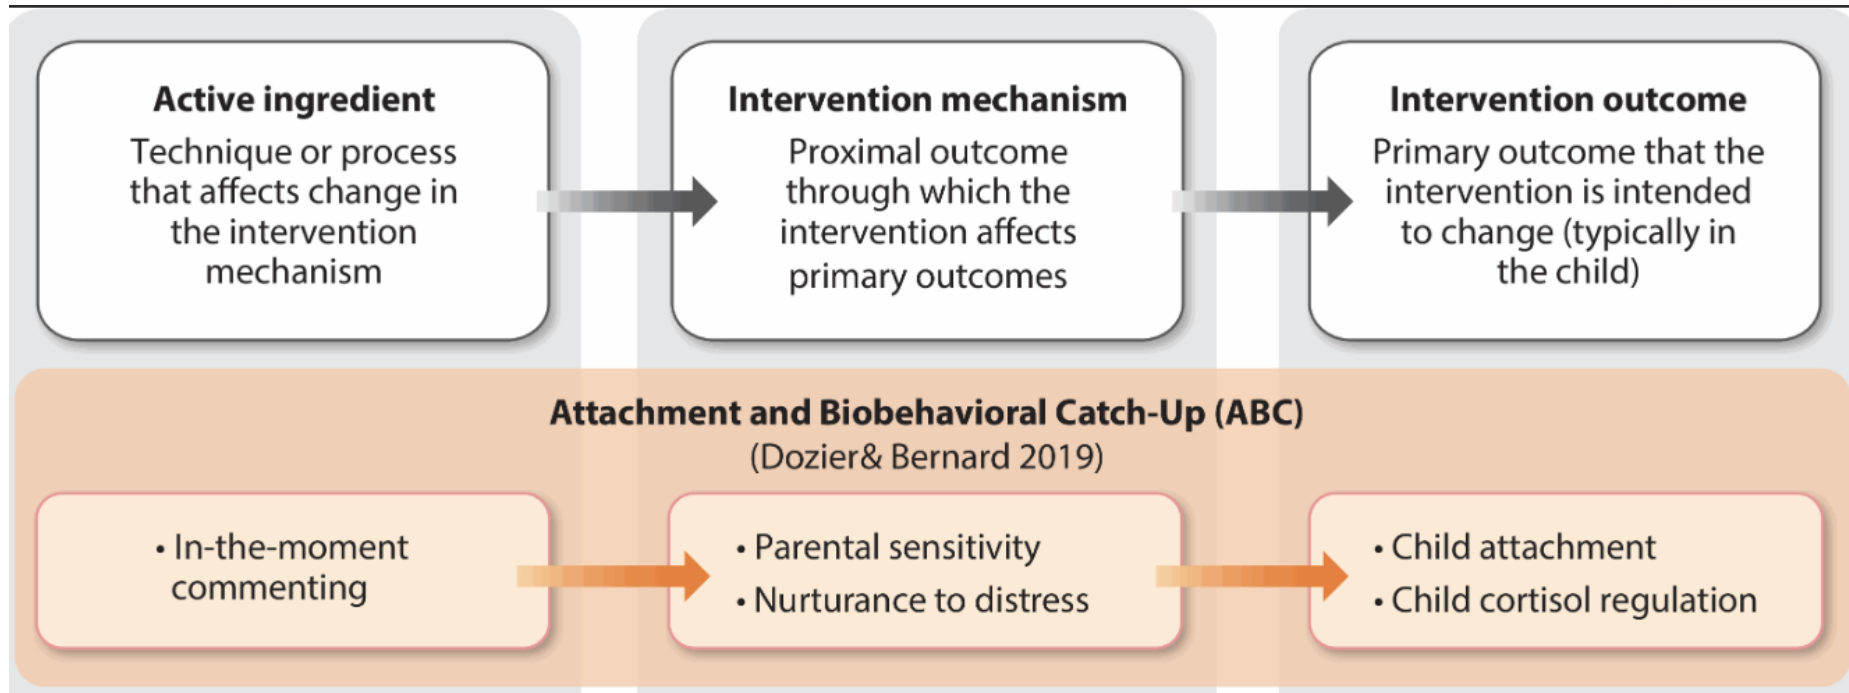 Active ingredient
Technique or process
that affects change in
the intervention
mechanism
Intervention mechanism
Proximal outcome
through which the
intervention affects
primary outcomes
Intervention outcome
Primary outcome that the
intervention is intended
to change (typically in
the child)
Attachment and Biobehavioral Catch-Up (ABC)
(Dozier& Bernard 2019)
• In-the-moment
commenting
• Parental sensitivity
• Nurturance to distress
• Child attachment
• Child cortisol regulation